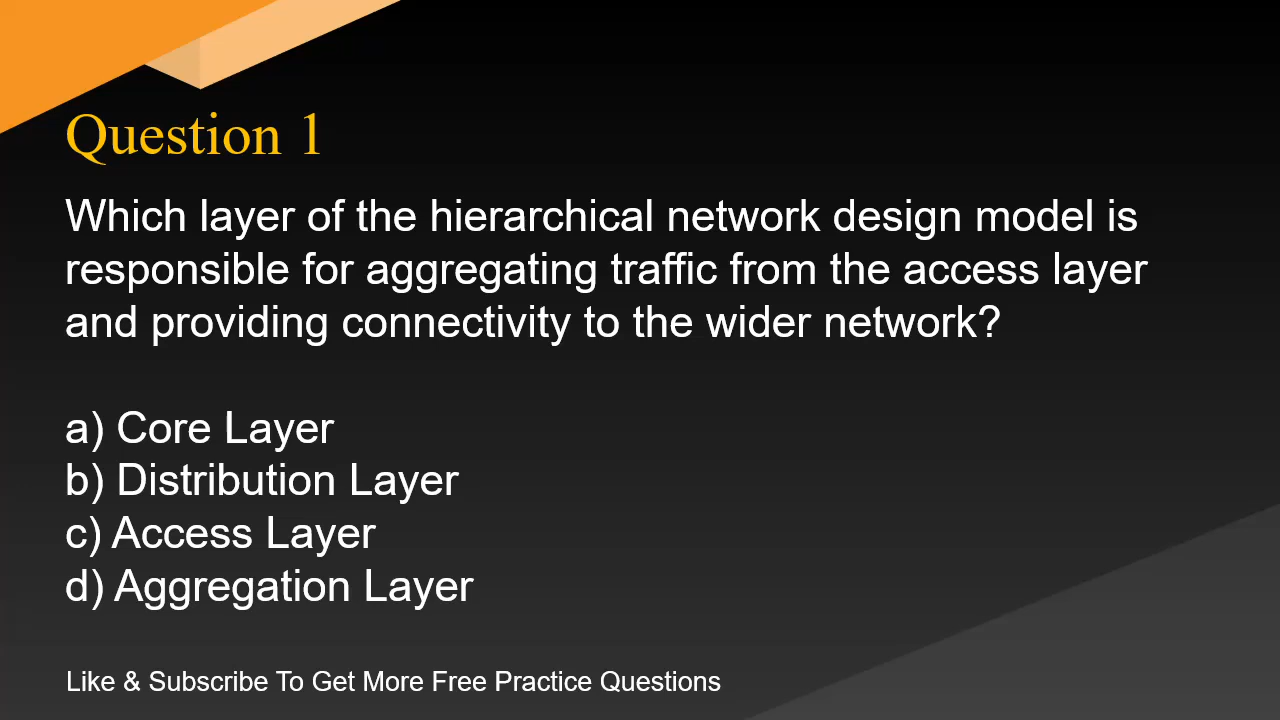 Question 1
Which layer of the hierarchical network design model is
responsible for aggregating traffic from the access layer
and providing connectivity to the wider network?
a) Core Layer
b) Distribution Layer
c) Access Layer
d) Aggregation Layer
Like & Subscribe To Get More Free Practice Questions